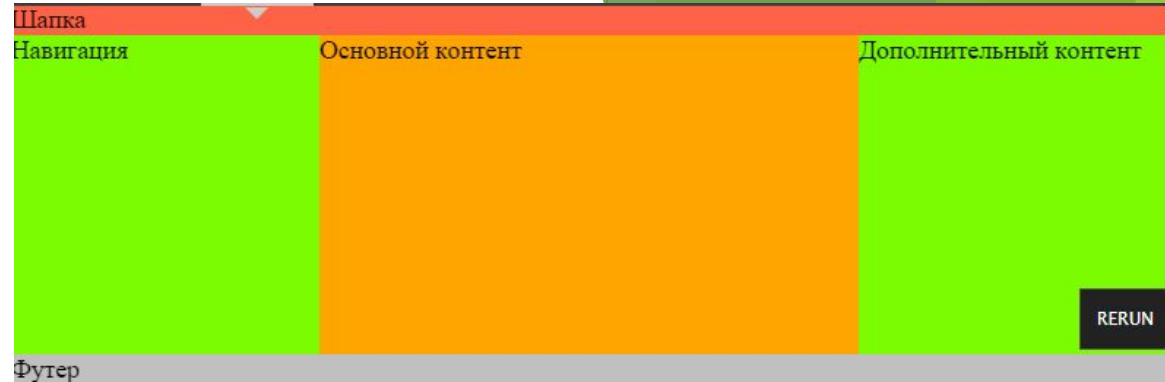 Шапка
Навигация
Основной контент
Дополнительный контент
RERUN
Футер